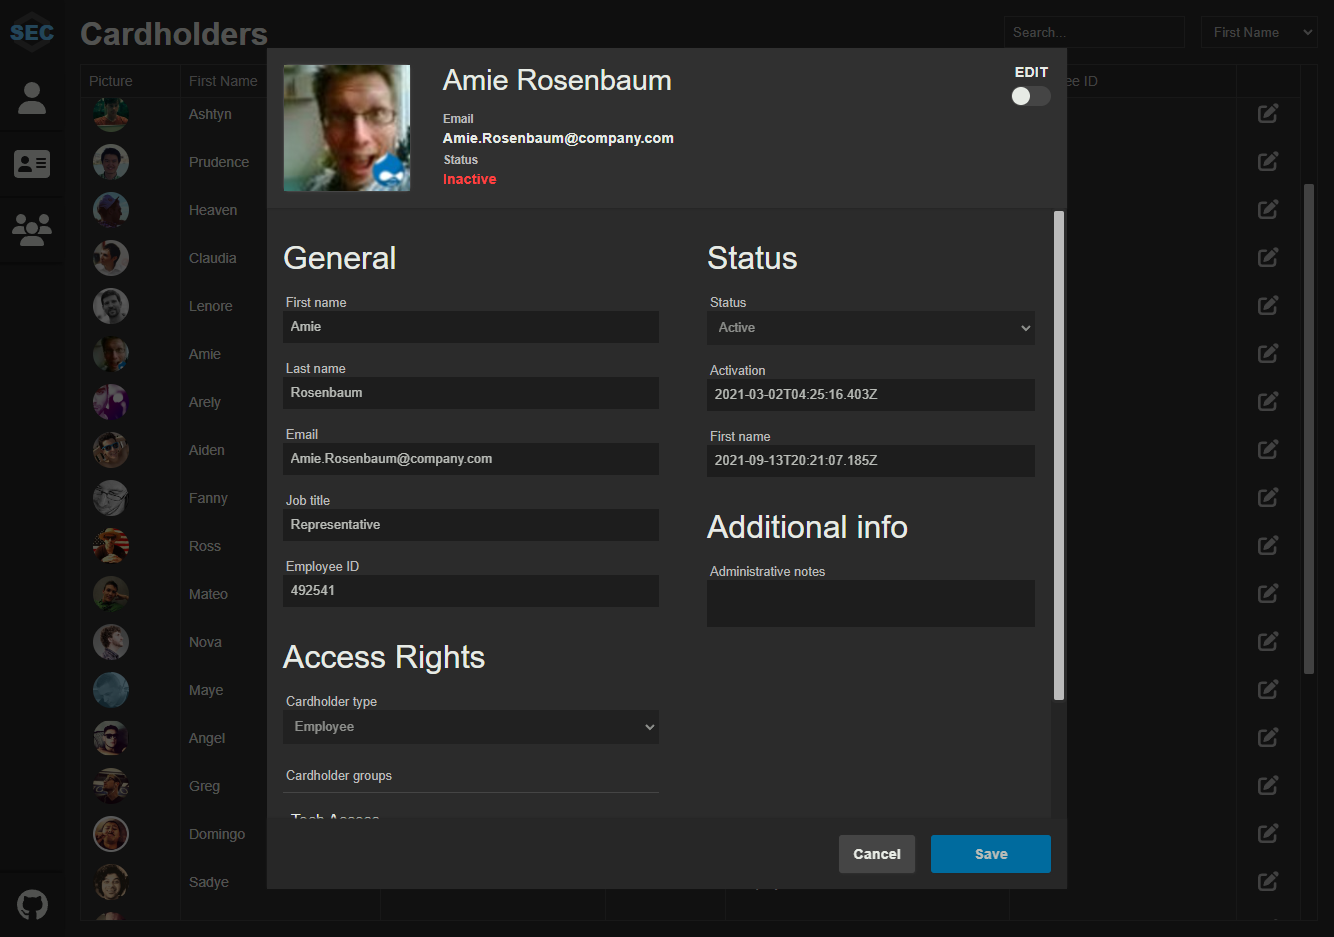 SEC
Cardholders
Search...
First Name
Picture
First Name
ee ID
Ashtyn
Prudence
Heaven
Claudia
Lenore
Amie
Arely
Aiden
Fanny
Ross
Mateo
Nova
Maye
Angel
Greg
Domingo
Sadye
Amie Rosenbaum
EDIT
Email
Amie.Rosenbaum@company.com
Status
Inactive
General
First name
Amie
Last name
Rosenbaum
Email
Amie.Rosenbaum@company.com
Job title
Representative
Employee ID
492541
Access Rights
Cardholder type
Employee
Cardholder groups
Tech Access
Status
Status
Active
Activation
2021-03-02T04:25:16.403Z
First name
2021-09-13T20:21:07.185Z
Additional info
Administrative notes
Cancel
Save